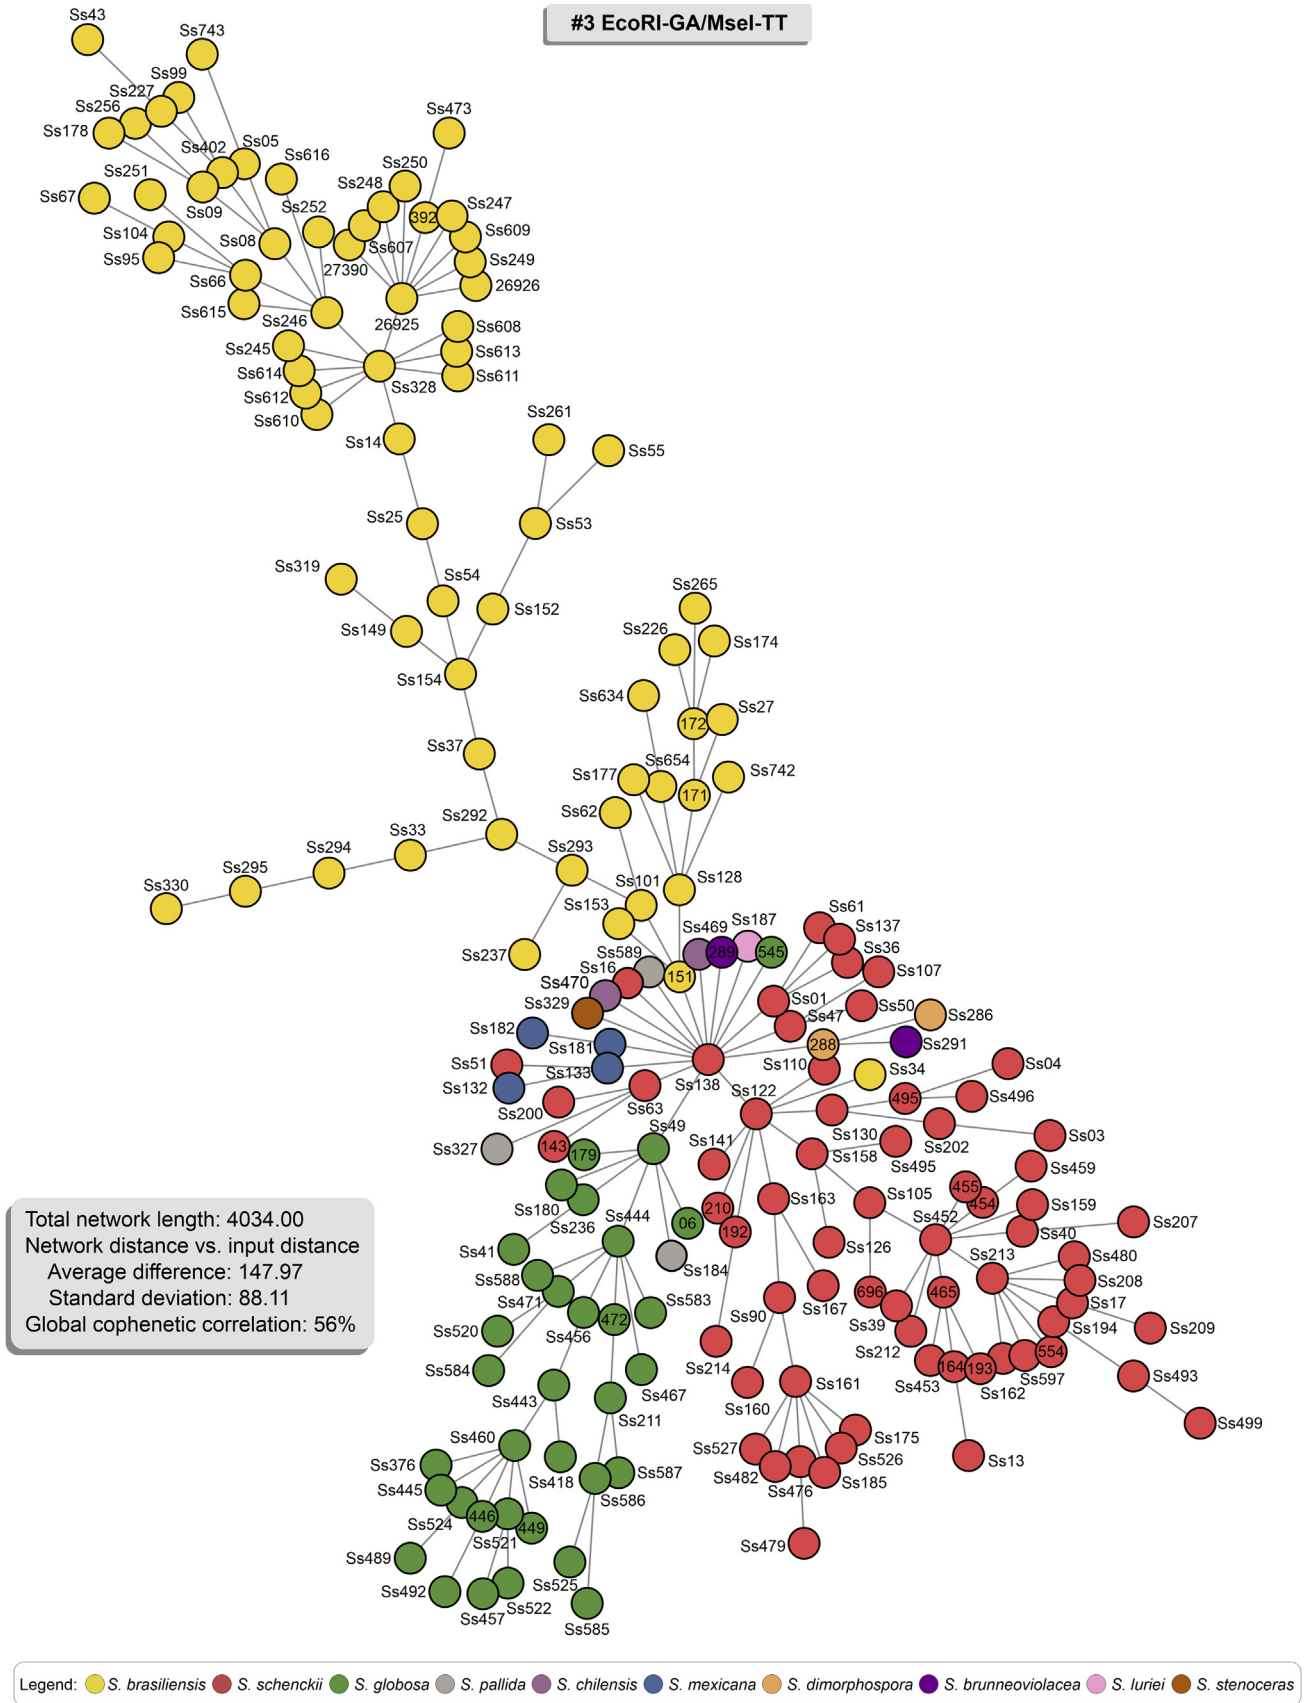 #3 EcoRI-GA/MseI-TT
Ss43
Ss743
Ss99
Ss227
Ss256
Ss178
Ss473
Ss402
Ss05
Ss616
Ss250
Ss248
Ss251
Ss67
Ss252
392
Ss247
Ss09
Ss609
Ss104
Ss08
Ss607
Ss95
Ss249
27390
Ss66
26926
Ss615
Ss246
26925
Ss608
Ss245
Ss613
Ss614
Ss328
Ss611
Ss612
Ss610
Ss261
Ss14
Ss55
Ss25
Ss53
Ss319
Ss54
Ss265
Ss152
Ss149
Ss226
Ss174
Ss154
Ss634
172
Ss27
Ss37
Ss654
Ss177
Ss742
171
Ss62
Ss292
Ss33
Ss294
Ss293
Ss295
Ss101
Ss128
Ss330
Ss153
Ss61
Ss469
Ss187
Ss137
Ss237
Ss589
289
545
Ss36
Ss16
151
Ss107
Ss470
Ss329
Ss01
Ss50
Ss47
Ss286
Ss182
Ss181
288
Ss291
Ss51
Ss133
Ss110
Ss34
Ss04
Ss132
Ss138
Ss122
Ss200
Ss63
495
Ss496
Ss49
Ss130
Ss202
Ss03
Ss327
143
179
Ss141
Ss158
Ss495
Ss459
455
454
Ss180
Ss163
Ss105
Ss452
Ss159
210
Ss236
Ss444
06
192
Ss40
Ss207
Ss41
Ss126
Ss213
Ss480
Ss184
Ss588
Ss208
Ss471
Ss583
Ss167
696
465
Ss17
Ss90
Ss39
Ss194
Ss209
Ss520
Ss456
472
Ss212
Ss214
554
Ss584
Ss467
Ss453
164
193
Ss162
Ss597
Ss493
Ss443
Ss160
Ss161
Ss211
Ss499
Ss460
Ss175
Ss527
Ss526
Ss376
Ss13
Ss418
Ss587
Ss482
Ss476
Ss185
Ss445
Ss586
Ss524
446
449
Ss521
Ss479
Ss489
Ss525
Ss492
Ss457
Ss522
Ss585
Total network length: 4034.00
Network distance vs. input distance
Average difference: 147.97
Standard deviation: 88.11
Global cophenetic correlation: 56%
Legend: S. brasiliensis S. schenckii S. globosa S. pallida S. chilensis S. mexicana S. dimorphospora S. brunneoviolacea S. luriei S. stenoceras